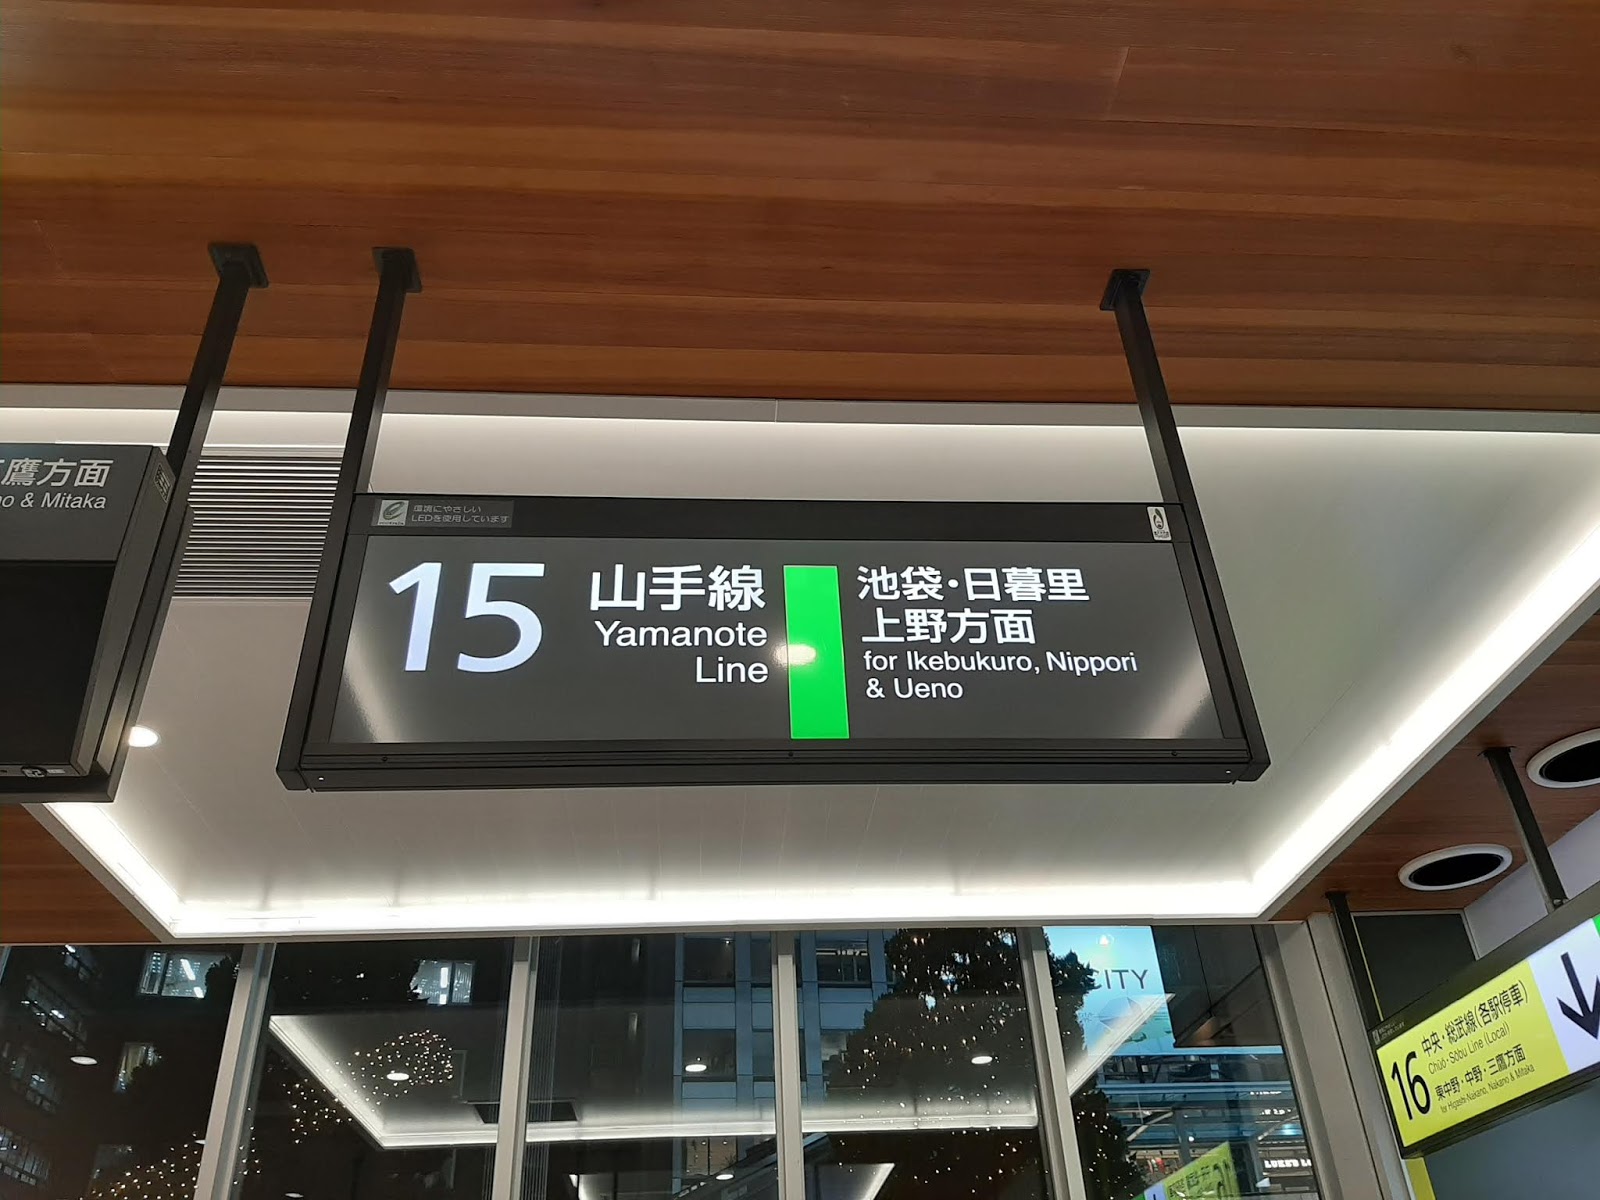 鷹方面
& Mitaka
環境にやさしい
LEDを使用しています
15
山手線
Yamanote
Line
池袋・日暮里
上野方面
for Ikebukuro, Nippori
& Ueno
CITY
16
中央・総武線(各駅停車)
Chūō-Sōbu Line (Local)
東中野・中野・三鷹方面
for Higashi-Nakano, Nakano & Mitaka